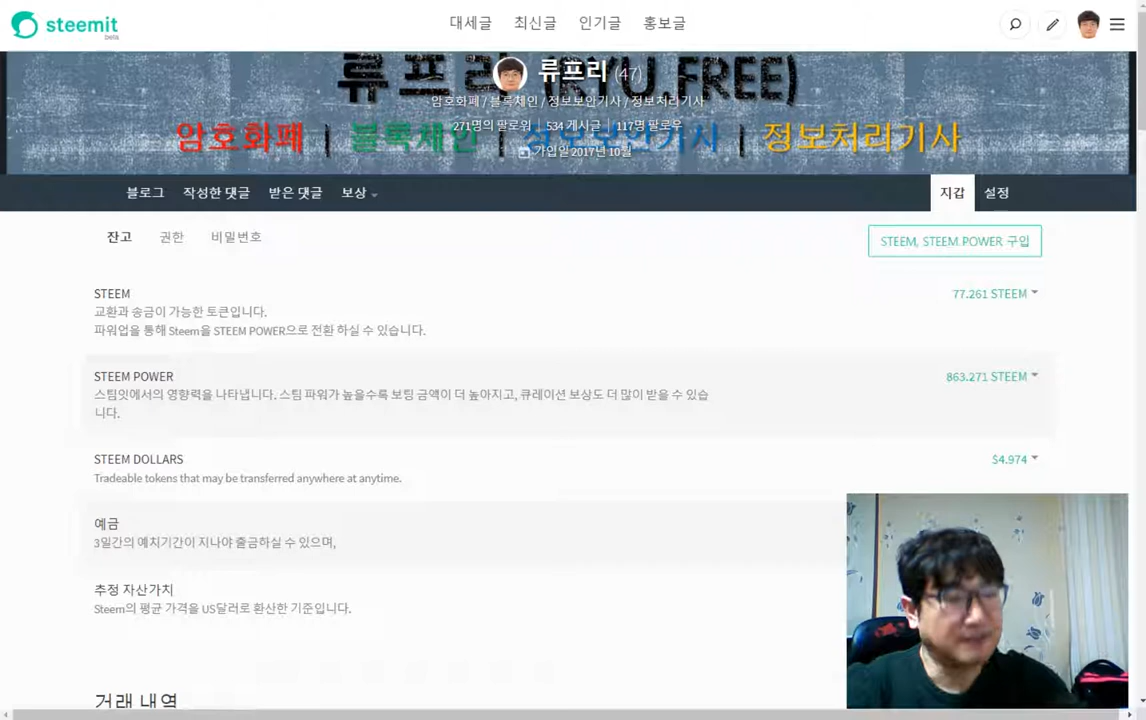 steemit
beta
대세글 최신글 인기글 홍보글
류프리 (RYU.FREE)
류프리 (47)
암호화폐 / 블록체인 / 정보보안기사 / 정보처리기사
271명의 팔로워 534 게시글 117명 팔로우
암호화폐 | 블록체인 | 정보보안기사 | 정보처리기사
가입일 2017년 10월
블로그 작성한 댓글 받은 댓글 보상 지갑 설정
잔고 권한 비밀번호 STEEM, STEEM POWER 구입
STEEM 77.261 STEEM
교환과 송금이 가능한 토큰입니다.
파워업을 통해 Steem을 STEEM POWER으로 전환 하실 수 있습니다.
STEEM POWER 863.271 STEEM
스팀잇에서의 영향력을 나타냅니다. 스팀 파워가 높을수록 보팅 금액이 더 높아지고, 큐레이션 보상도 더 많이 받을 수 있습
니다.
STEEM DOLLARS $4.974
Tradeable tokens that may be transferred anywhere at anytime.
예금
3일간의 예치기간이 지나야 출금하실 수 있으며,
추정 자산가치
Steem의 평균 가격을 US달러로 환산한 기준입니다.
거래 내역